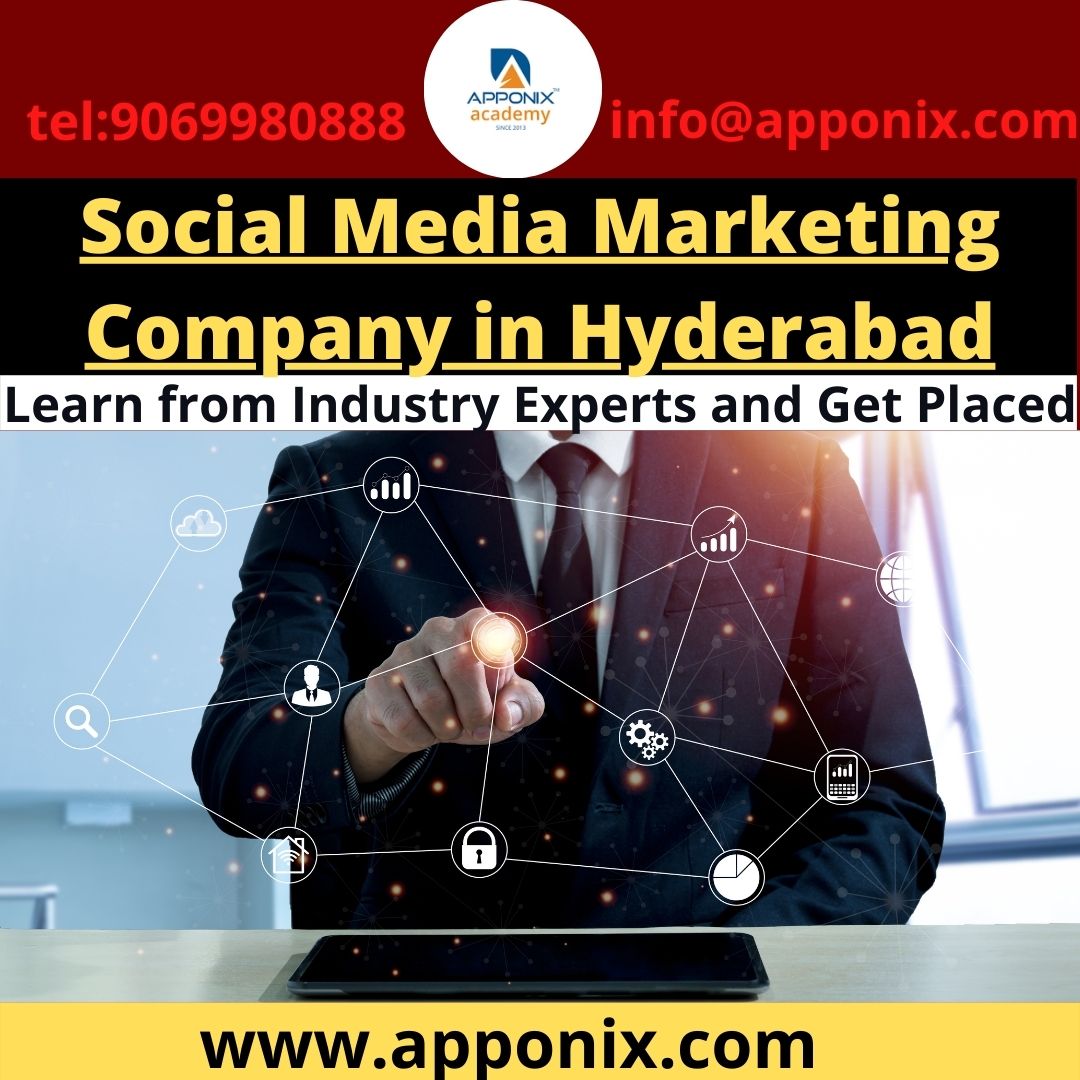 tel:9069980888
APPONIX™
academy
SINCE 2013
info@apponix.com
Social Media Marketing
Company in Hyderabad
Learn from Industry Experts and Get Placed
www.apponix.com